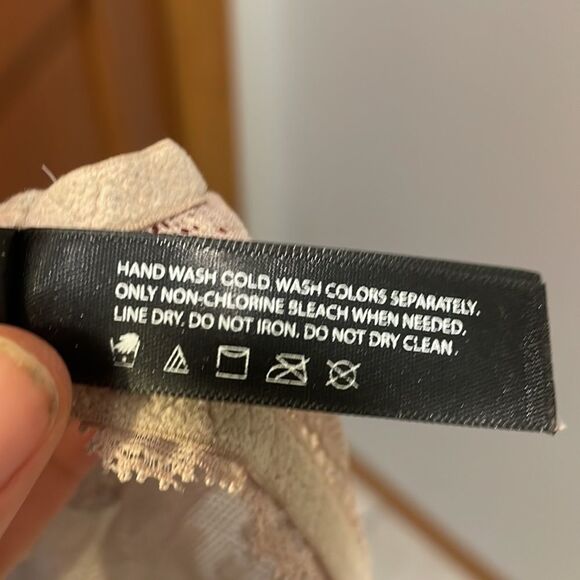 HAND WASH COLD. WASH COLORS SEPARATELY.
ONLY NON-CHLORINE BLEACH WHEN NEEDED.
LINE DRY. DO NOT IRON. DO NOT DRY CLEAN.